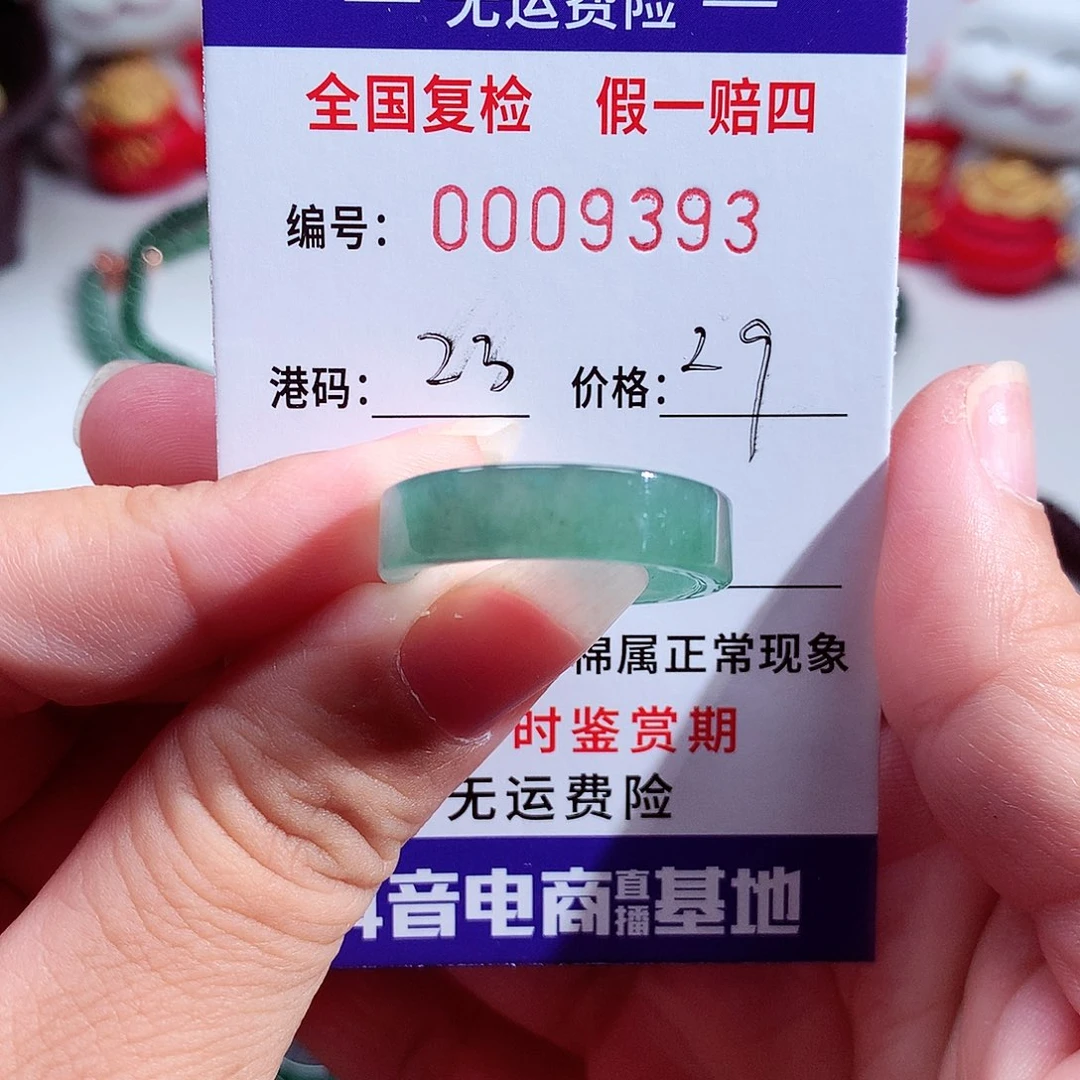 无运费险
全国复检 假一赔四
编号：0009393
港码：23 价格：29
棉属正常现象
时鉴赏期
无运费险
音电商直播基地